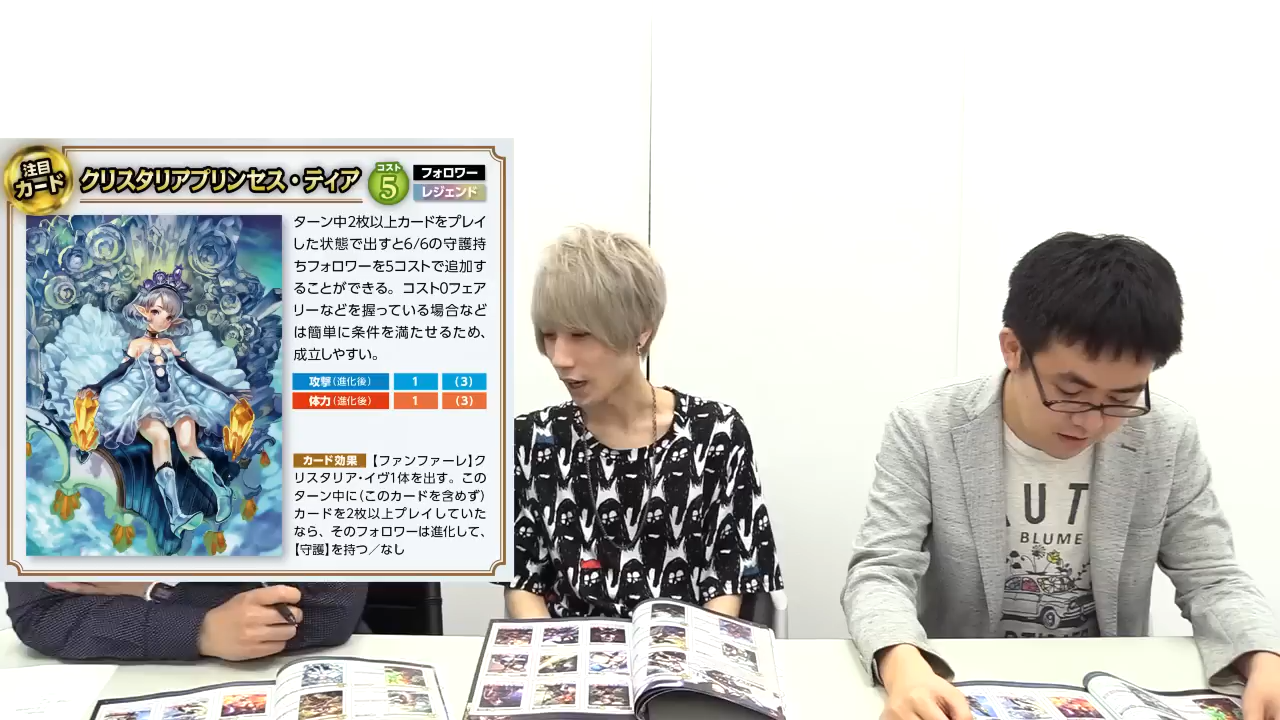 注目
カード
クリスタリアプリンセス・ティア
コスト
5
フォロワー
レジェンド
ターン中2枚以上カードをプレイ
した状態で出すと6/6の守護持
ちフォロワーを5コストで追加す
ることができる。コスト0フェア
リーなどを握っている場合など
は簡単に条件を満たせるため、
成立しやすい。
攻撃(進化後) 1 (3)
体力(進化後) 1 (3)
カード効果 【ファンファーレ】ク
リスタリア・イヴ1体を出す。この
ターン中に(このカードを含めず)
カードを2枚以上プレイしていた
なら、そのフォロワーは進化して、
【守護】を持つ/なし
BLUME